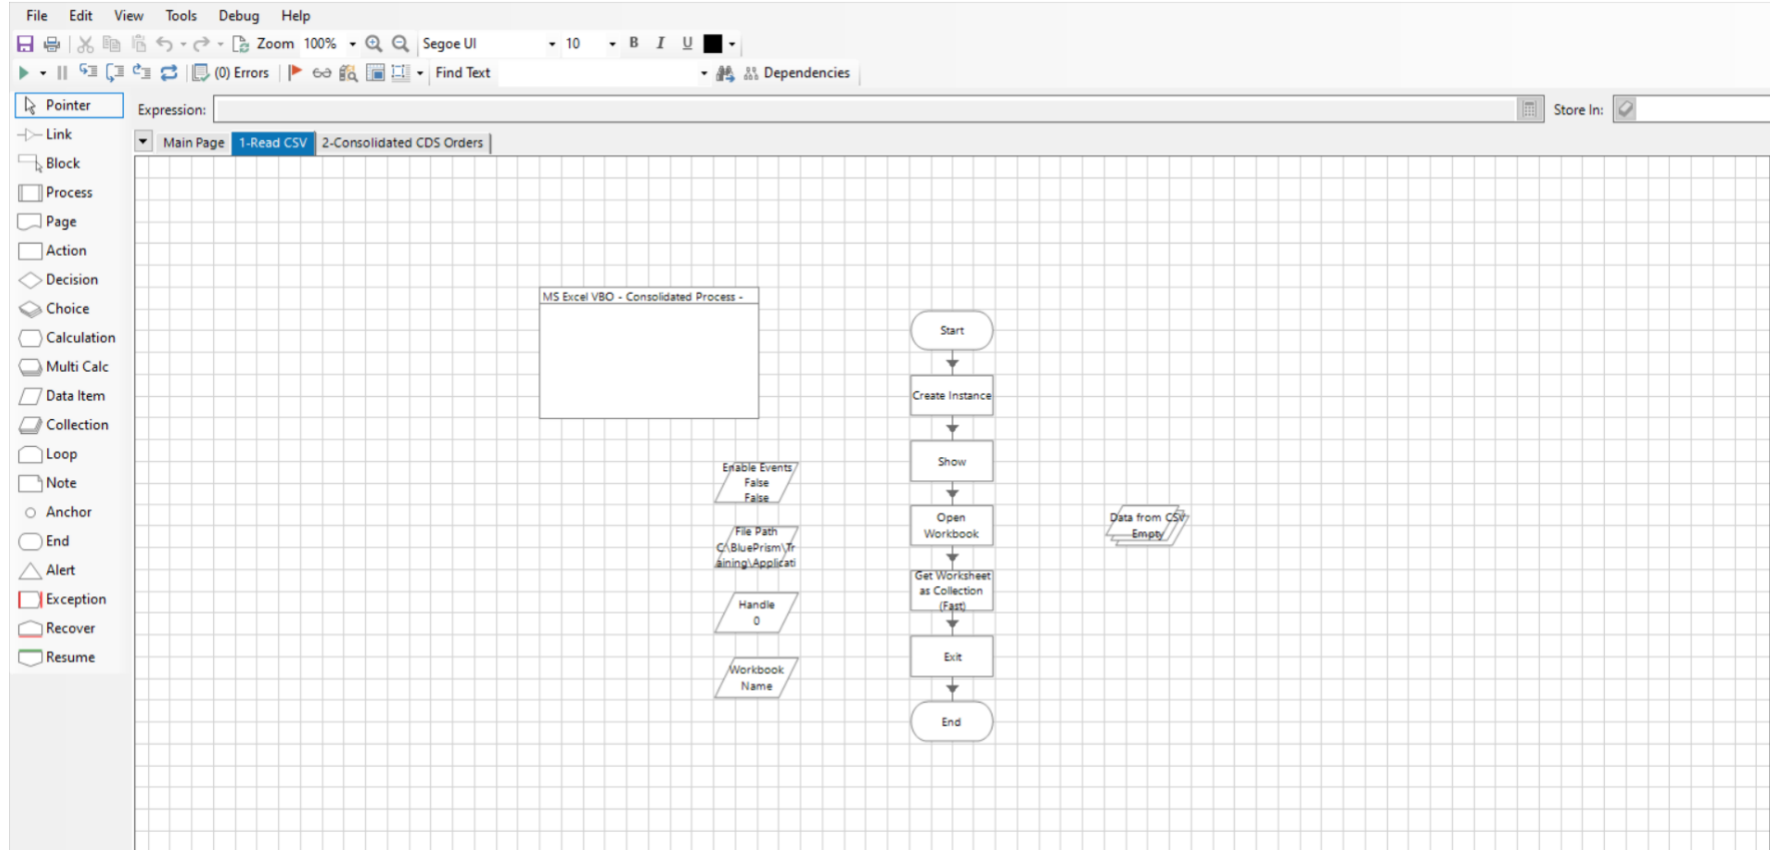 File Edit View Tools Debug Help
Zoom 100% Segoe UI 10 B I U
(0) Errors Find Text Dependencies
Pointer
Expression: Store In:
Link
Main Page 1-Read CSV 2-Consolidated CDS Orders
Block
Process
Page
Action
Decision
Choice
Calculation
Multi Calc
Data Item
Collection
Loop
Note
Anchor
End
Alert
Exception
Recover
Resume
MS Excel VBO - Consolidated Process -
Enable Events
False
False
File Path
C:\BluePrism\Tr
aining\Applicati
Handle
0
Workbook
Name
Start
Create Instance
Show
Open
Workbook
Get Worksheet
as Collection
(Fast)
Exit
End
Data from CSV
Empty